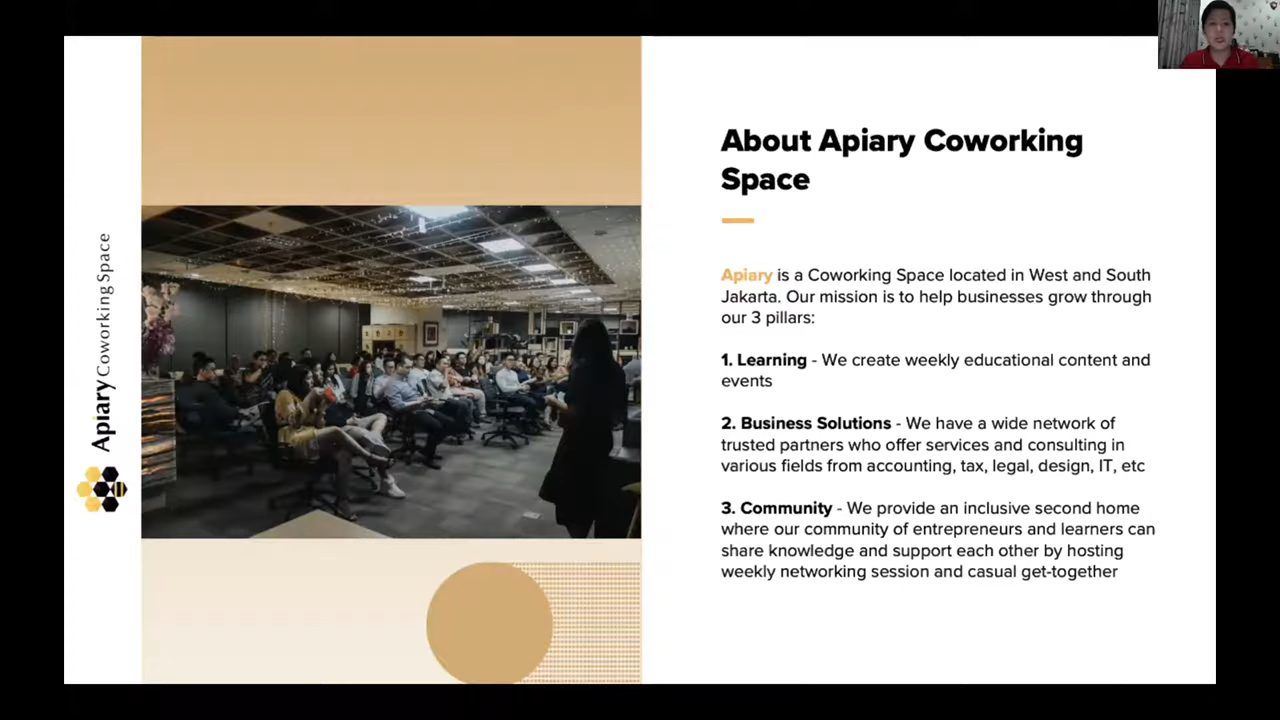 Apiary Coworking Space
About Apiary Coworking
Space
Apiary is a Coworking Space located in West and South
Jakarta. Our mission is to help businesses grow through
our 3 pillars:
1. Learning - We create weekly educational content and
events
2. Business Solutions - We have a wide network of
trusted partners who offer services and consulting in
various fields from accounting, tax, legal, design, IT, etc
3. Community - We provide an inclusive second home
where our community of entrepreneurs and learners can
share knowledge and support each other by hosting
weekly networking session and casual get-together